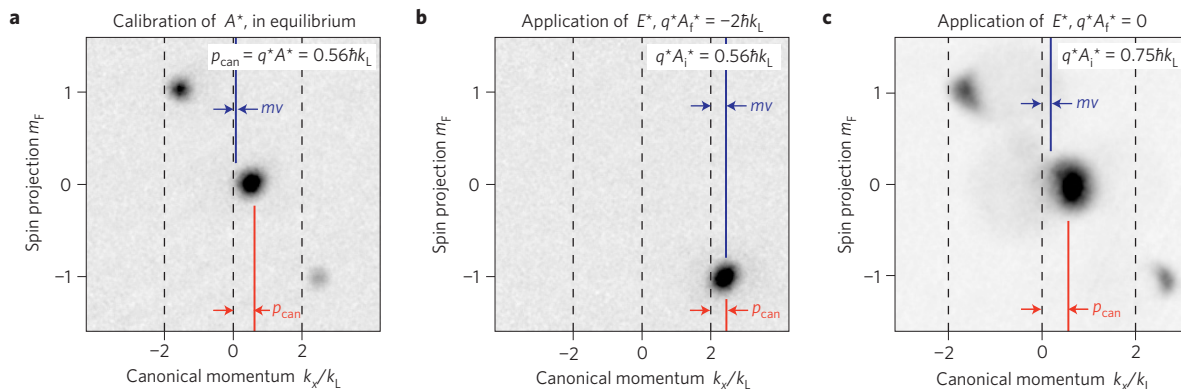 a
Calibration of A*, in equilibrium
p_can = q*A* = 0.56ħk_L
mv
p_can
1
0
−1
Spin projection m_F
−2
0
2
Canonical momentum k_x/k_L
b
Application of E*, q*A_f* = −2ħk_L
q*A_i* = 0.56ħk_L
mv
p_can
1
0
−1
Spin projection m_F
−2
0
2
Canonical momentum k_x/k_L
c
Application of E*, q*A_f* = 0
q*A_i* = 0.75ħk_L
mv
p_can
1
0
−1
Spin projection m_F
−2
0
2
Canonical momentum k_x/k_L